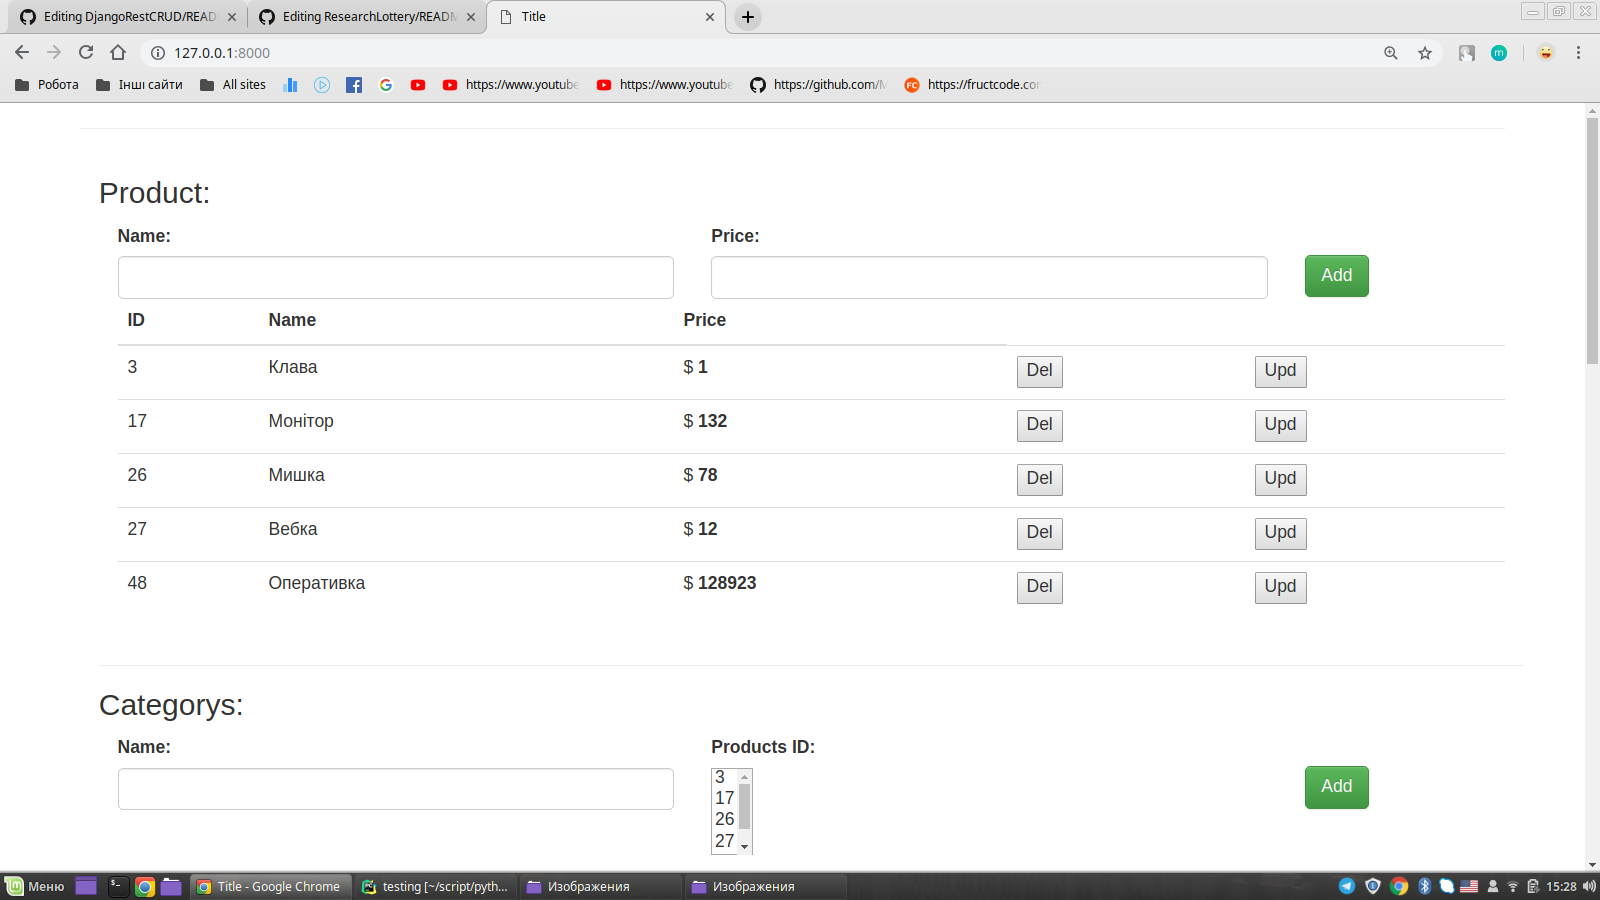 Editing DjangoRestCRUD/READ
Editing ResearchLottery/READM
Title
127.0.0.1:8000
m
Робота
Інші сайти
All sites
https://www.youtube
https://www.youtube
https://github.com/M
FC
https://fructcode.com
Product:
Name:
Price:
Add
ID Name Price
3 Клава $ 1 Del Upd
17 Монітор $ 132 Del Upd
26 Мишка $ 78 Del Upd
27 Вебка $ 12 Del Upd
48 Оперативка $ 128923 Del Upd
Categorys:
Name:
Products ID:
3
17
26
27
Add
Меню
Title - Google Chrome
testing [~/script/pyth...
Изображения
Изображения
15:28